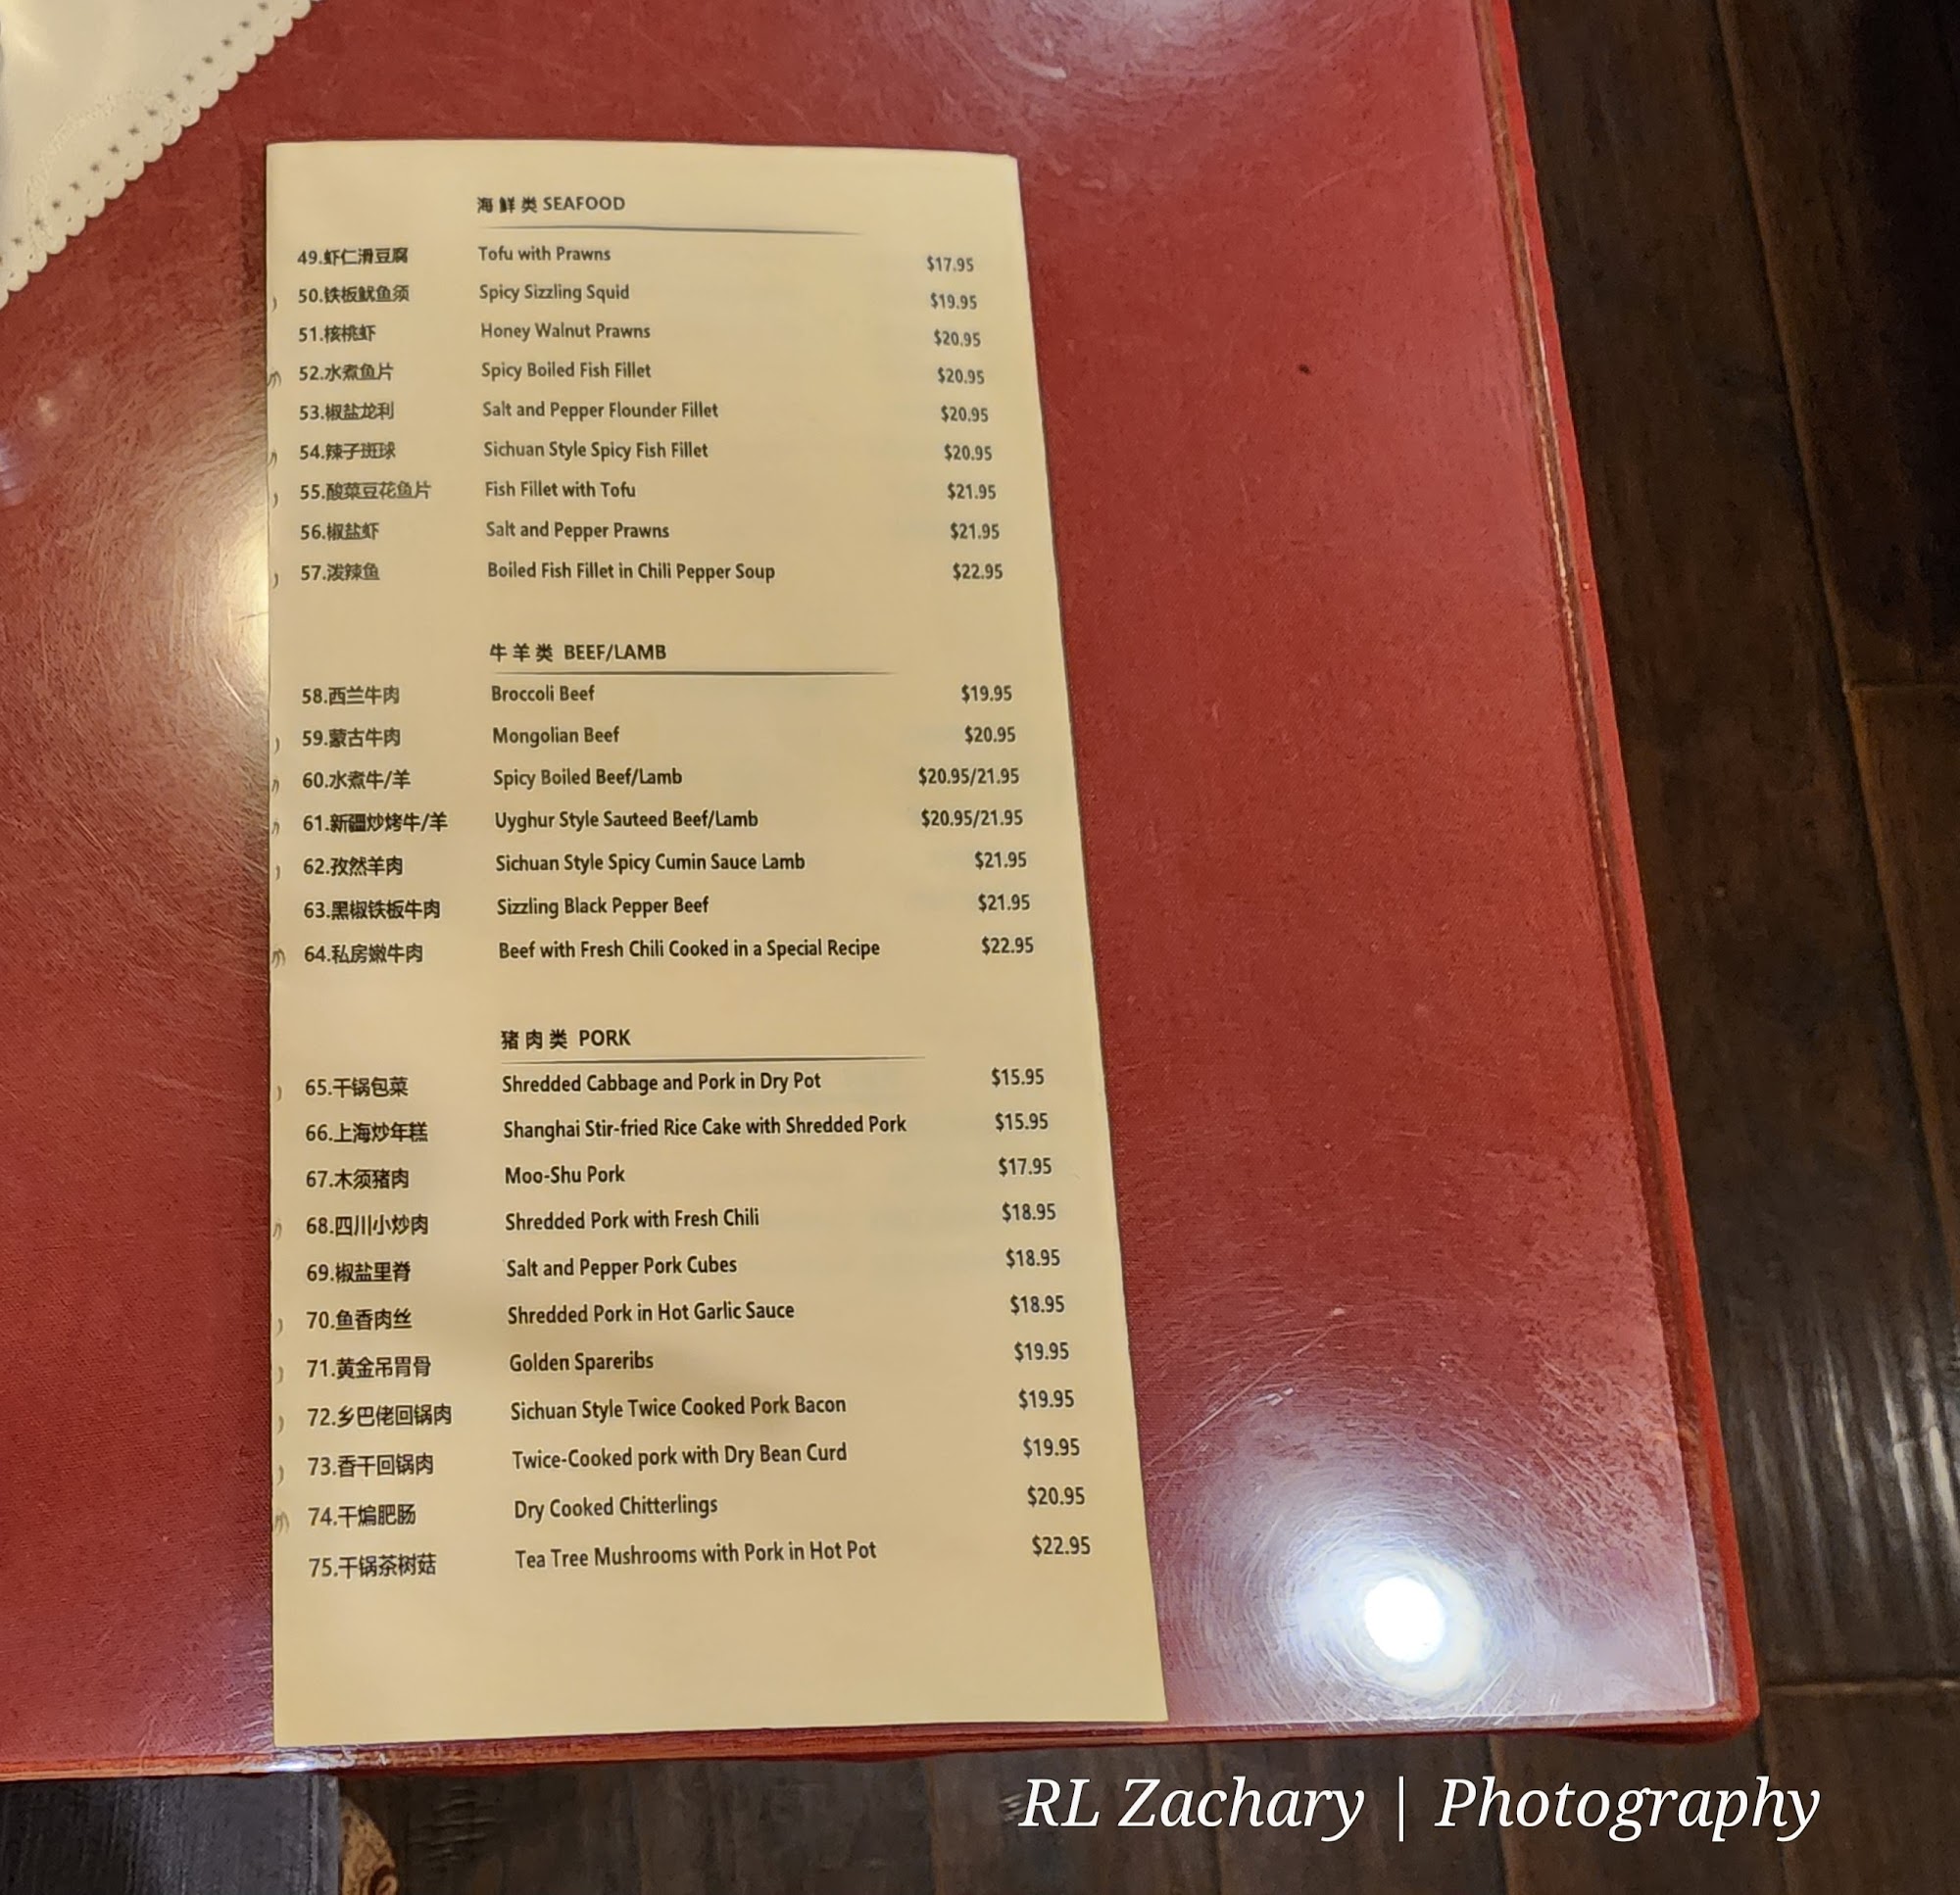 海鲜类 SEAFOOD
49.虾仁滑豆腐 Tofu with Prawns $17.95
50.铁板鱿鱼须 Spicy Sizzling Squid $19.95
51.核桃虾 Honey Walnut Prawns $20.95
52.水煮鱼片 Spicy Boiled Fish Fillet $20.95
53.椒盐龙利 Salt and Pepper Flounder Fillet $20.95
54.辣子斑球 Sichuan Style Spicy Fish Fillet $20.95
55.酸菜豆花鱼片 Fish Fillet with Tofu $21.95
56.椒盐虾 Salt and Pepper Prawns $21.95
57.泼辣鱼 Boiled Fish Fillet in Chili Pepper Soup $22.95
牛羊类 BEEF/LAMB
58.西兰牛肉 Broccoli Beef $19.95
59.蒙古牛肉 Mongolian Beef $20.95
60.水煮牛/羊 Spicy Boiled Beef/Lamb $20.95/21.95
61.新疆炒烤牛/羊 Uyghur Style Sauteed Beef/Lamb $20.95/21.95
62.孜然羊肉 Sichuan Style Spicy Cumin Sauce Lamb $21.95
63.黑椒铁板牛肉 Sizzling Black Pepper Beef $21.95
64.私房嫩牛肉 Beef with Fresh Chili Cooked in a Special Recipe $22.95
猪肉类 PORK
65.干锅包菜 Shredded Cabbage and Pork in Dry Pot $15.95
66.上海炒年糕 Shanghai Stir-fried Rice Cake with Shredded Pork $15.95
67.木须猪肉 Moo-Shu Pork $17.95
68.四川小炒肉 Shredded Pork with Fresh Chili $18.95
69.椒盐里脊 Salt and Pepper Pork Cubes $18.95
70.鱼香肉丝 Shredded Pork in Hot Garlic Sauce $18.95
71.黄金吊胃骨 Golden Spareribs $19.95
72.乡巴佬回锅肉 Sichuan Style Twice Cooked Pork Bacon $19.95
73.香干回锅肉 Twice-Cooked pork with Dry Bean Curd $19.95
74.干煸肥肠 Dry Cooked Chitterlings $20.95
75.干锅茶树菇 Tea Tree Mushrooms with Pork in Hot Pot $22.95
RL Zachary | Photography